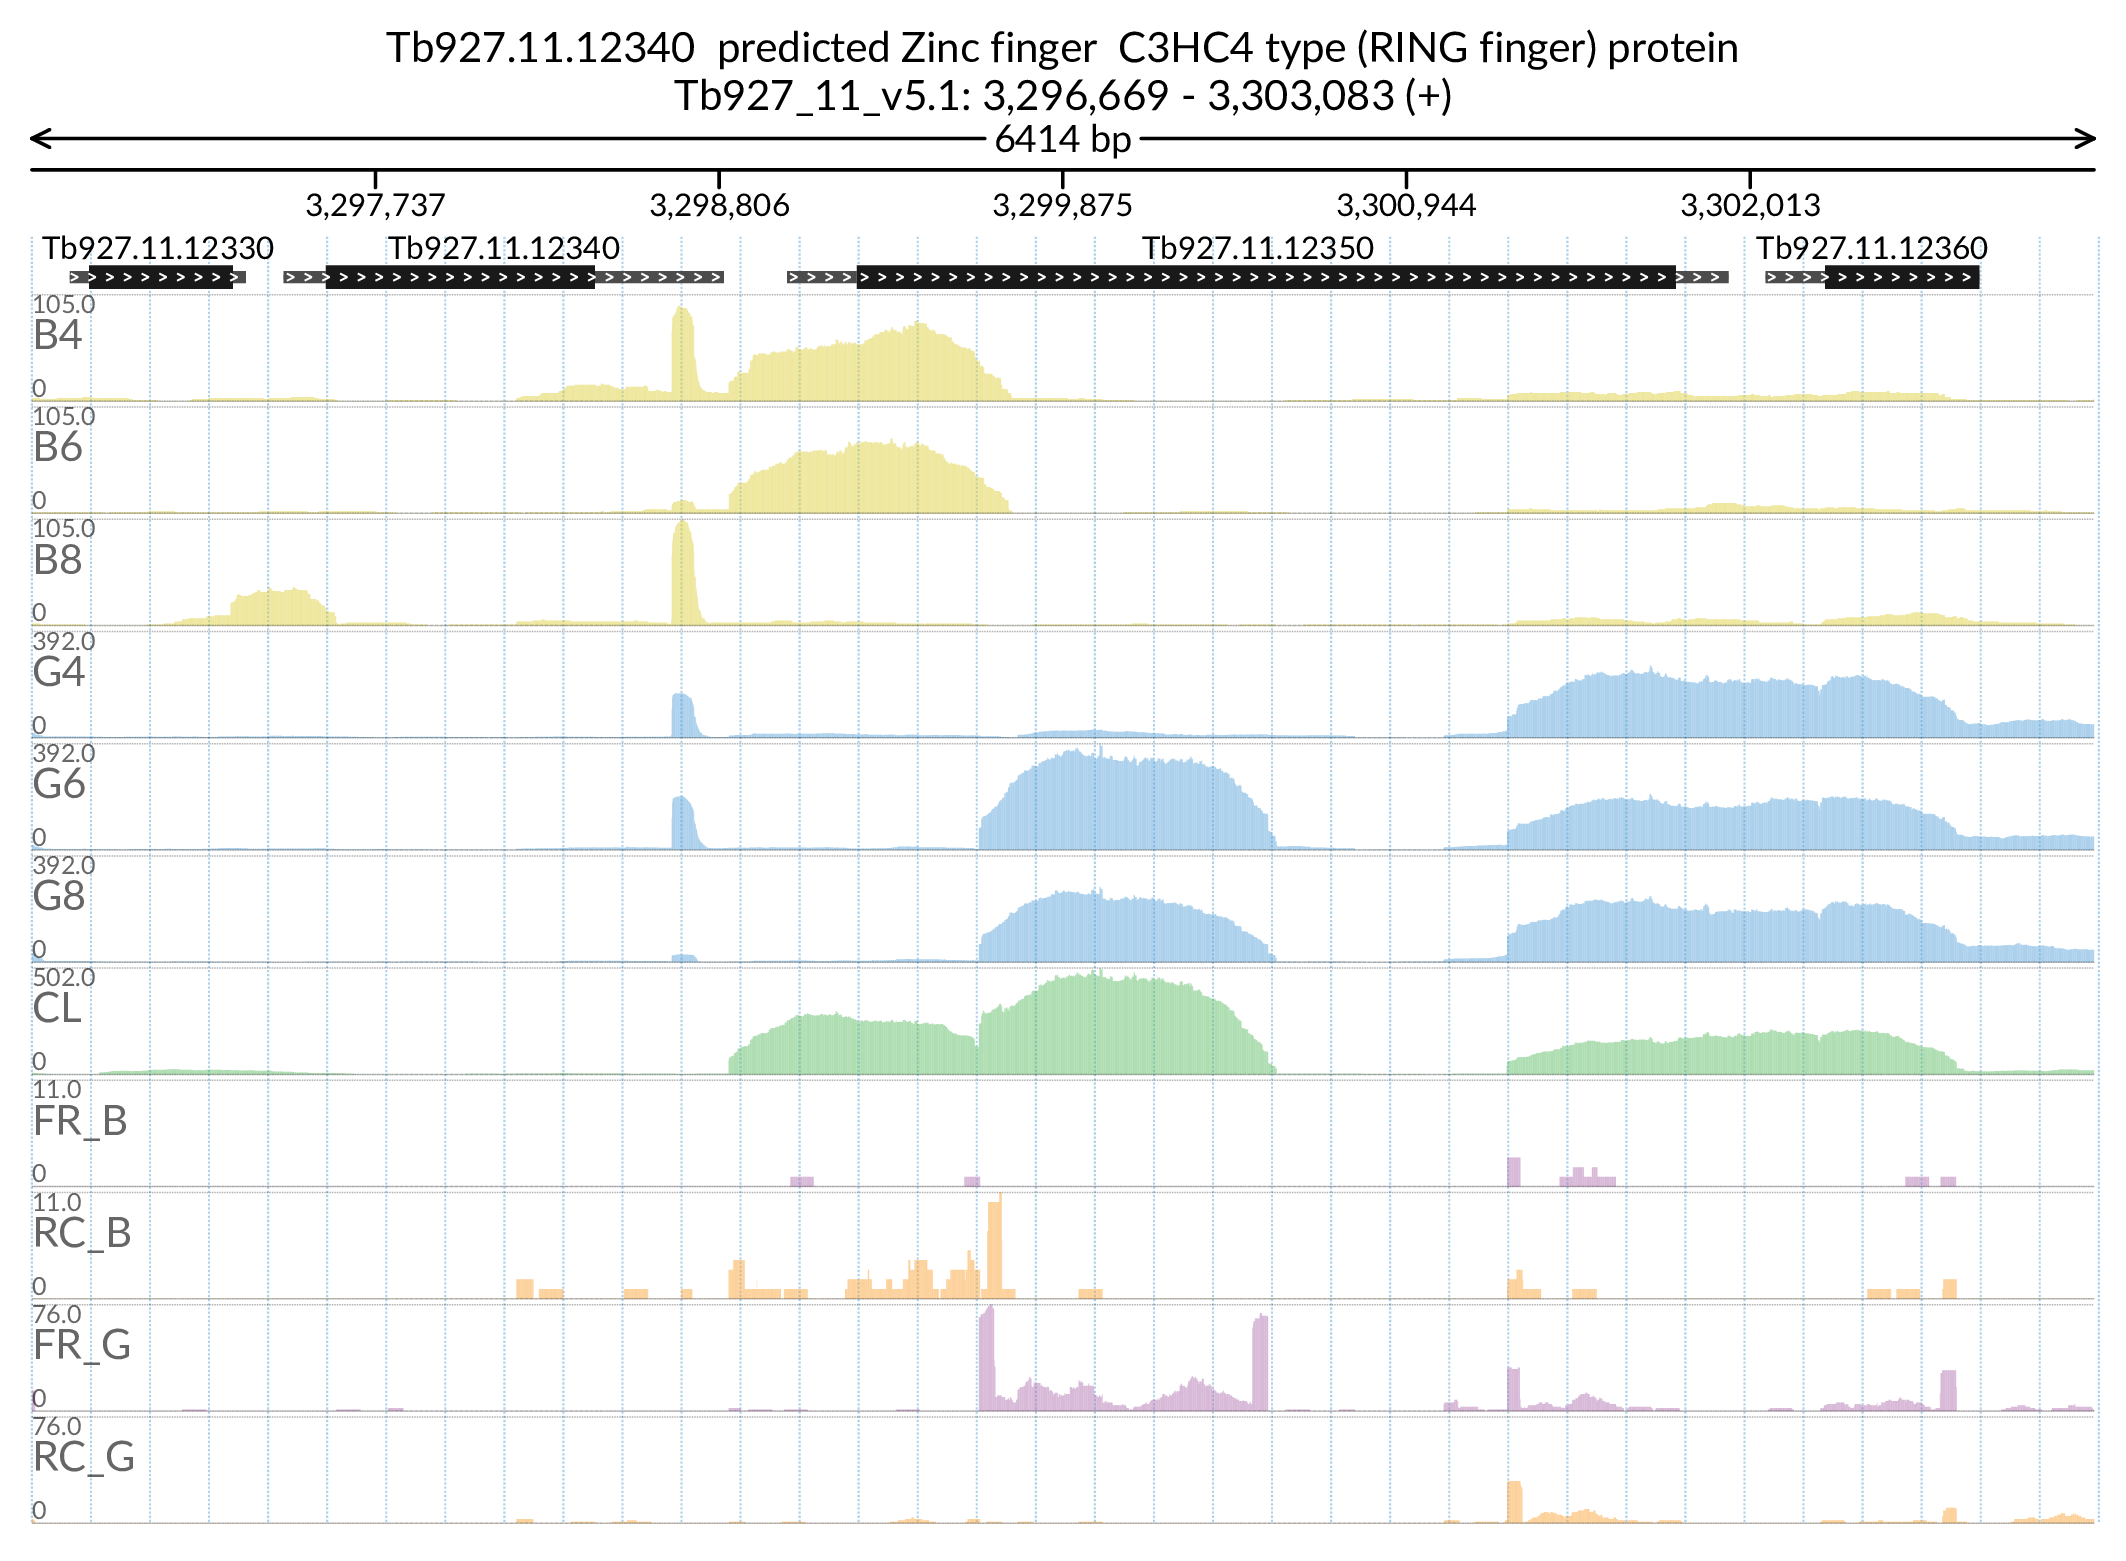 Tb927.11.12340 predicted Zinc finger C3HC4 type (RING finger) protein
Tb927_11_v5.1: 3,296,669 - 3,303,083 (+)
6414 bp
3,297,737 3,298,806 3,299,875 3,300,944 3,302,013
Tb927.11.12330 Tb927.11.12340 Tb927.11.12350 Tb927.11.12360
105.0
B4
0
105.0
B6
0
105.0
B8
0
392.0
G4
0
392.0
G6
0
392.0
G8
0
502.0
CL
0
11.0
FR_B
0
11.0
RC_B
0
76.0
FR_G
0
76.0
RC_G
0